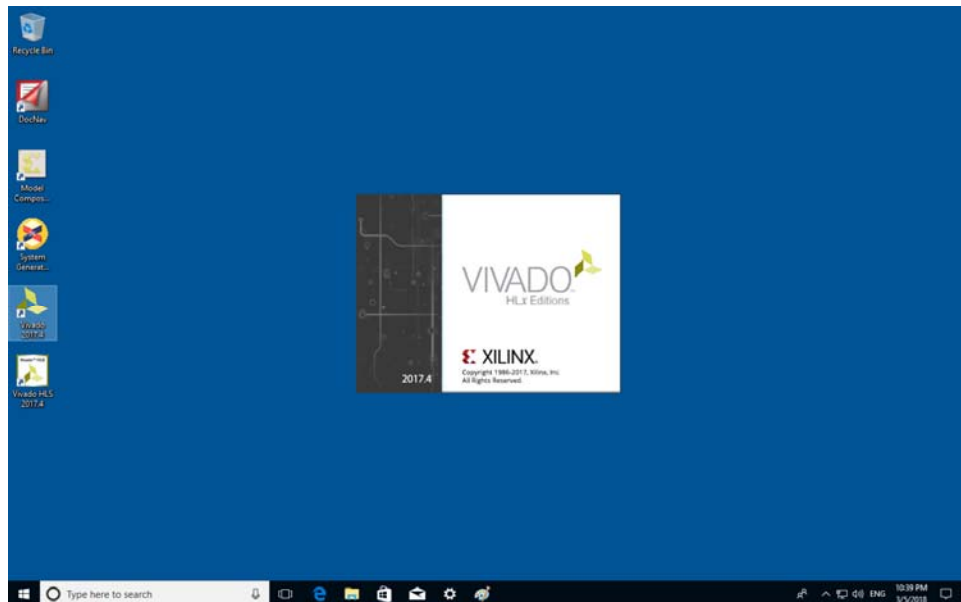 Recycle Bin
DocNav
Model
Compos...
System
Generat...
Vivado
2017.4
Vivado HLS
2017.4
VIVADO
HLx Editions
XILINX
2017.4
Copyright 1986-2017, Xilinx, Inc
All Rights Reserved.
Type here to search
ENG
10:39 PM
3/5/2018